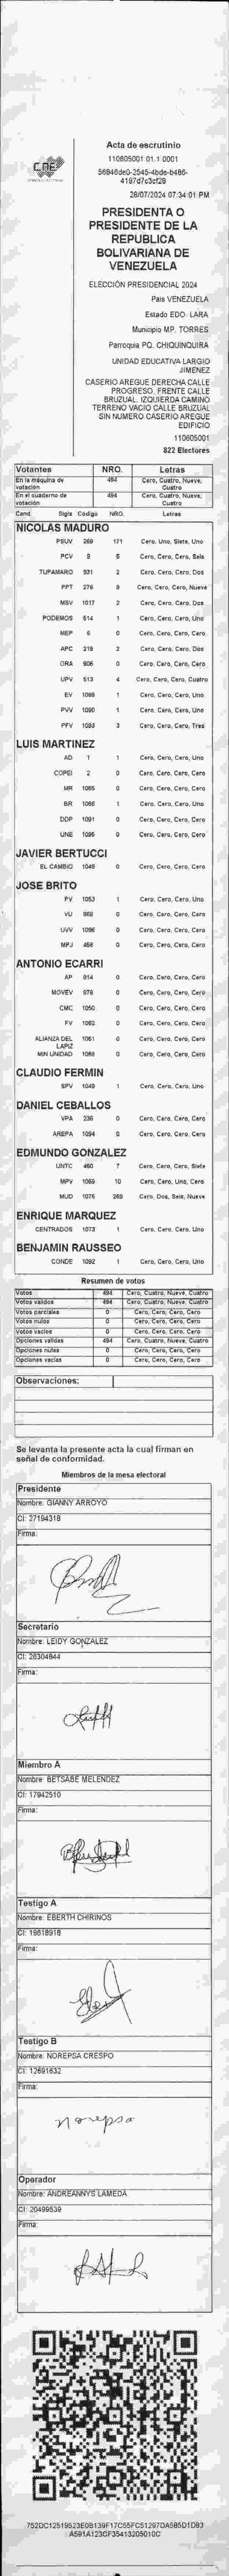 CNE
Acta de escrutinio
110605001 01.1 0001
56846de0-2545-4bde-b486-
4197d7c3cf28
28/07/2024 07:34:01 PM
PRESIDENTA O
PRESIDENTE DE LA
REPUBLICA
BOLIVARIANA DE
VENEZUELA
ELECCIÓN PRESIDENCIAL 2024
Pais VENEZUELA
Estado EDO. LARA
Municipio MP. TORRES
Parroquia PQ. CHIQUINQUIRA
UNIDAD EDUCATIVA LARGIO
JIMENEZ
CASERIO AREGUE DERECHA CALLE
PROGRESO. FRENTE CALLE
BRUZUAL. IZQUIERDA CAMINO
TERRENO VACIO CALLE BRUZUAL
SIN NUMERO CASERIO AREGUE
EDIFICIO
110605001
822 Electores
Votantes NRO. Letras
En la máquina de votación 494 Cero, Cuatro, Nueve, Cuatro
En el cuaderno de votación 494 Cero, Cuatro, Nueve, Cuatro
Cand. Sigla Código NRO. Letras
NICOLAS MADURO
PSUV 269 171 Cero, Uno, Siete, Uno
PCV 9 6 Cero, Cero, Cero, Seis
TUPAMARO 931 2 Cero, Cero, Cero, Dos
PPT 276 9 Cero, Cero, Cero, Nueve
MSV 1017 2 Cero, Cero, Cero, Dos
PODEMOS 514 1 Cero, Cero, Cero, Uno
MEP 6 0 Cero, Cero, Cero, Cero
APC 219 2 Cero, Cero, Cero, Dos
ORA 906 0 Cero, Cero, Cero, Cero
UPV 513 4 Cero, Cero, Cero, Cuatro
EV 1089 1 Cero, Cero, Cero, Uno
PVV 1090 1 Cero, Cero, Cero, Uno
PFV 1093 3 Cero, Cero, Cero, Tres
LUIS MARTINEZ
AD 1 1 Cero, Cero, Cero, Uno
COPEI 2 0 Cero, Cero, Cero, Cero
MR 1065 0 Cero, Cero, Cero, Cero
BR 1066 1 Cero, Cero, Cero, Uno
DDP 1091 0 Cero, Cero, Cero, Cero
UNE 1095 0 Cero, Cero, Cero, Cero
JAVIER BERTUCCI
EL CAMBIO 1048 0 Cero, Cero, Cero, Cero
JOSE BRITO
PV 1053 1 Cero, Cero, Cero, Uno
VU 669 0 Cero, Cero, Cero, Cero
UVV 1096 0 Cero, Cero, Cero, Cero
MPJ 458 0 Cero, Cero, Cero, Cero
ANTONIO ECARRI
AP 914 0 Cero, Cero, Cero, Cero
MOVEV 978 0 Cero, Cero, Cero, Cero
CMC 1050 0 Cero, Cero, Cero, Cero
FV 1062 0 Cero, Cero, Cero, Cero
ALIANZA DEL LAPIZ 1061 0 Cero, Cero, Cero, Cero
MIN UNIDAD 1088 0 Cero, Cero, Cero, Cero
CLAUDIO FERMIN
SPV 1049 1 Cero, Cero, Cero, Uno
DANIEL CEBALLOS
VPA 236 0 Cero, Cero, Cero, Cero
AREPA 1094 0 Cero, Cero, Cero, Cero
EDMUNDO GONZALEZ
UNTC 460 7 Cero, Cero, Cero, Siete
MPV 1069 10 Cero, Cero, Uno, Cero
MUD 1076 269 Cero, Dos, Seis, Nueve
ENRIQUE MARQUEZ
CENTRADOS 1073 1 Cero, Cero, Cero, Uno
BENJAMIN RAUSSEO
CONDE 1092 1 Cero, Cero, Cero, Uno
Resumen de votos
Votos 494 Cero, Cuatro, Nueve, Cuatro
Votos validos 494 Cero, Cuatro, Nueve, Cuatro
Votos parciales 0 Cero, Cero, Cero, Cero
Votos nulos 0 Cero, Cero, Cero, Cero
Votos vacios 0 Cero, Cero, Cero, Cero
Opciones validas 494 Cero, Cuatro, Nueve, Cuatro
Opciones nulas 0 Cero, Cero, Cero, Cero
Opciones vacias 0 Cero, Cero, Cero, Cero
Observaciones:
Se levanta la presente acta la cual firman en
señal de conformidad.
Miembros de la mesa electoral
Presidente
Nombre: GIANNY ARROYO
CI: 27194318
Firma:
Secretario
Nombre: LEIDY GONZALEZ
CI: 26304844
Firma:
Miembro A
Nombre: BETSABE MELENDEZ
CI: 17942510
Firma:
Testigo A
Nombre: EBERTH CHIRINOS
CI: 19818918
Firma:
Testigo B
Nombre: NOREPSA CRESPO
CI: 12691632
Firma:
norepsa
Operador
Nombre: ANDREANNYS LAMEDA
CI: 20499539
Firma:
752DC12519523E0B139F17C55FC51297DA585D1D83
A591A123CF35413205010C